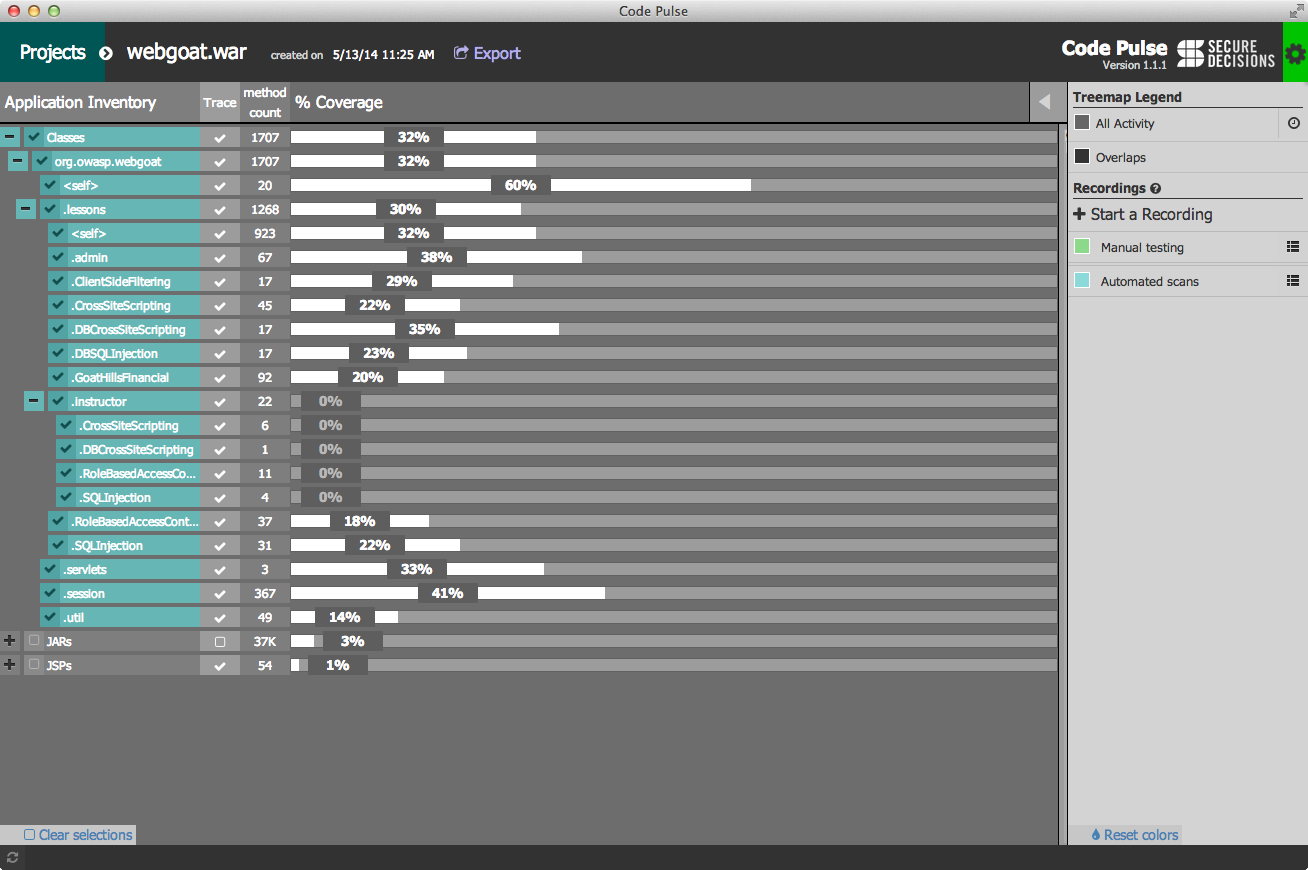 Code Pulse
Projects webgoat.war created on 5/13/14 11:25 AM Export
Code Pulse
Version 1.1.1
SECURE
DECISIONS
Application Inventory Trace method count % Coverage
Classes 1707 32%
org.owasp.webgoat 1707 32%
<self> 20 60%
.lessons 1268 30%
<self> 923 32%
.admin 67 38%
.ClientSideFiltering 17 29%
.CrossSiteScripting 45 22%
.DBCrossSiteScripting 17 35%
.DBSQLInjection 17 23%
.GoatHillsFinancial 92 20%
.instructor 22 0%
.CrossSiteScripting 6 0%
.DBCrossSiteScripting 1 0%
.RoleBasedAccessCo... 11 0%
.SQLInjection 4 0%
.RoleBasedAccessCont... 37 18%
.SQLInjection 31 22%
.servlets 3 33%
.session 367 41%
.util 49 14%
JARs 37K 3%
JSPs 54 1%
Clear selections
Treemap Legend
All Activity
Overlaps
Recordings
Start a Recording
Manual testing
Automated scans
Reset colors